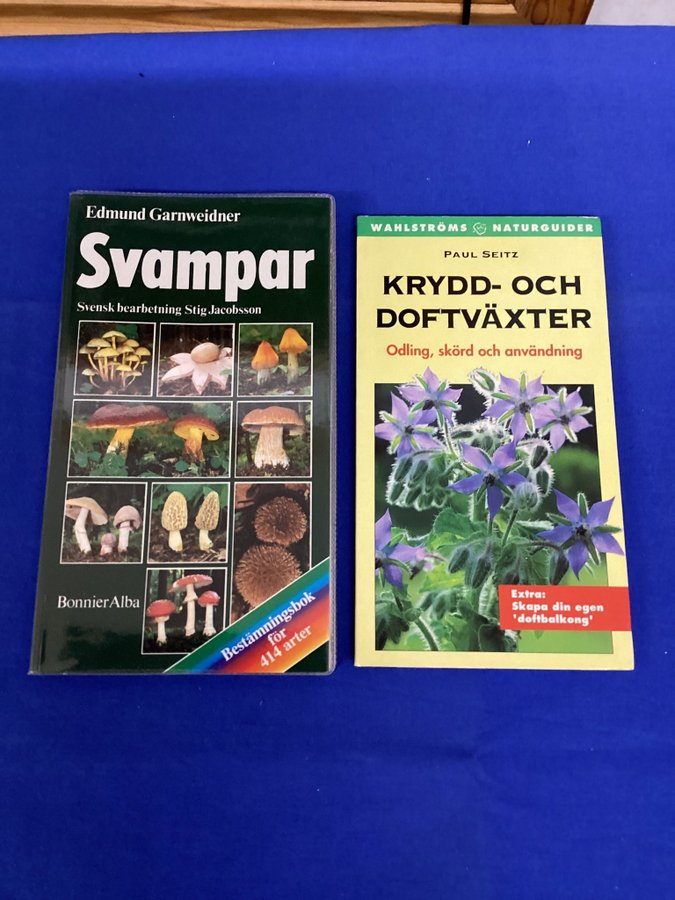 Edmund Garnweidner
Svampar
Svensk bearbetning Stig Jacobsson
BonnierAlba
Bestämningsbok
för
414 arter
WAHLSTRÖMS NATURGUIDER
PAUL SEITZ
KRYDD- OCH
DOFTVÄXTER
Odling, skörd och användning
Extra:
Skapa din egen
'doftbalkong'